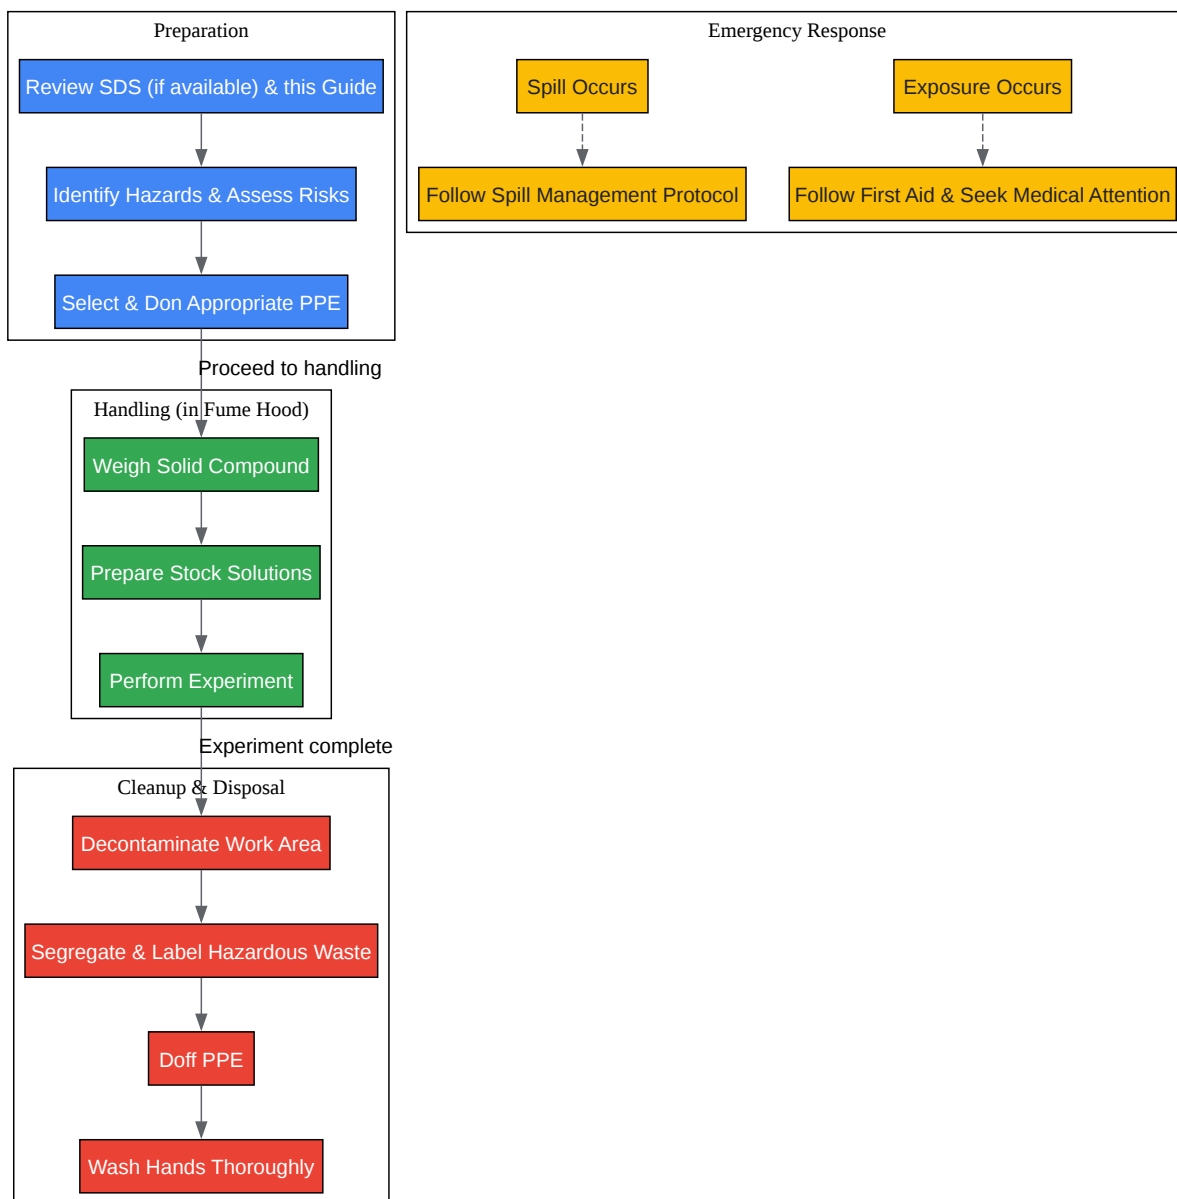 Preparation
Review SDS (if available) & this Guide
Identify Hazards & Assess Risks
Select & Don Appropriate PPE
Proceed to handling
Handling (in Fume Hood)
Weigh Solid Compound
Prepare Stock Solutions
Perform Experiment
Experiment complete
Cleanup & Disposal
Decontaminate Work Area
Segregate & Label Hazardous Waste
Doff PPE
Wash Hands Thoroughly
Emergency Response
Spill Occurs
Follow Spill Management Protocol
Exposure Occurs
Follow First Aid & Seek Medical Attention